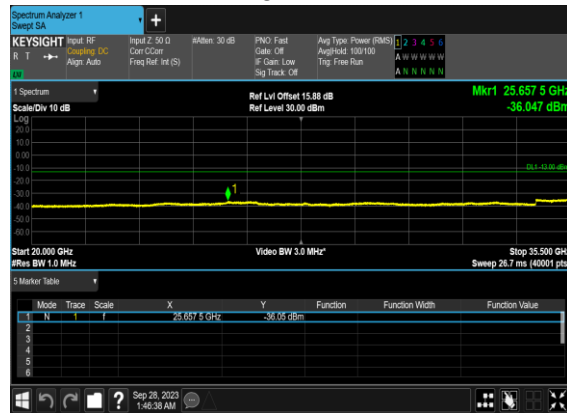 Spectrum Analyzer 1
Swept SA
+
KEYSIGHT Input: RF Input Z: 50 Ω #Atten: 30 dB PNO: Fast Avg Type: Power (RMS) 1 2 3 4 5 6
R T Coupling: DC Corr CCorr Gate: Off Avg|Hold: 100/100 A W W W W W
Align: Auto Freq Ref: Int (S) IF Gain: Low Trig: Free Run A N N N N N
Sig Track: Off
LW
1 Spectrum
Ref Lvl Offset 15.88 dB Mkr1 25.657 5 GHz
Scale/Div 10 dB Ref Level 30.00 dBm -36.047 dBm
Log
20.0
10.0
0.00
-10.0
DL1 -13.00 dBm
-20.0
1
-30.0
-40.0
-50.0
-60.0
Start 20.000 GHz Video BW 3.0 MHz* Stop 35.500 GHz
#Res BW 1.0 MHz Sweep 26.7 ms (40001 pts)
5 Marker Table
Mode Trace Scale X Y Function Function Width Function Value
1 N 1 f 25.657 5 GHz -36.05 dBm
2
3
4
5
6
? Sep 28, 2023
1:46:38 AM